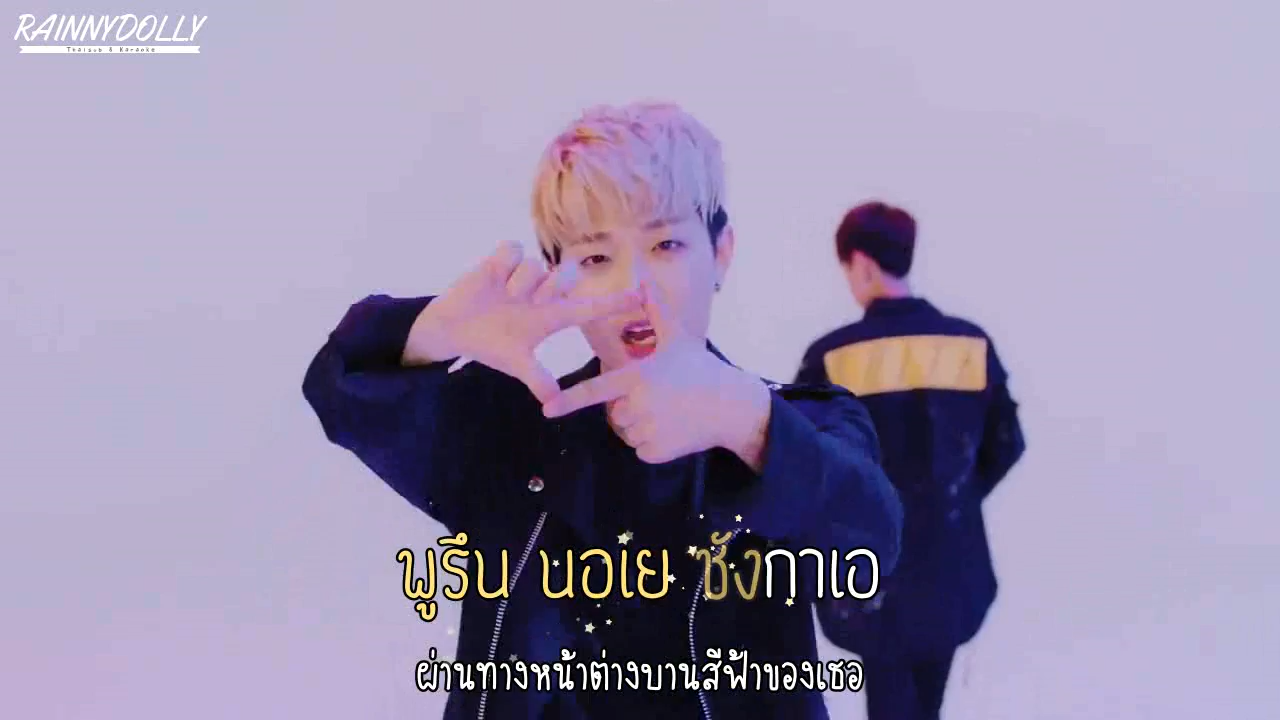 RAINNYDOLLY
Thaisub & Karaoke
พูรึน นอเย ชังกาเอ
ผ่านทางหน้าต่างบานสีฟ้าของเธอ